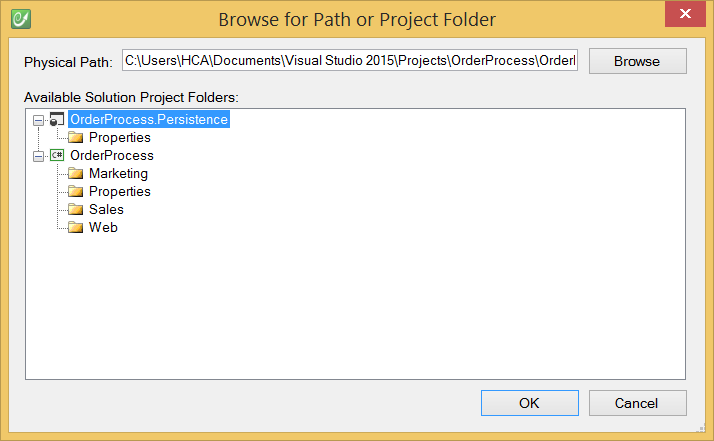 Browse for Path or Project Folder
Physical Path: C:\Users\HCA\Documents\Visual Studio 2015\Projects\OrderProcess\Order Browse
Available Solution Project Folders:
OrderProcess.Persistence
Properties
C# OrderProcess
Marketing
Properties
Sales
Web
OK Cancel